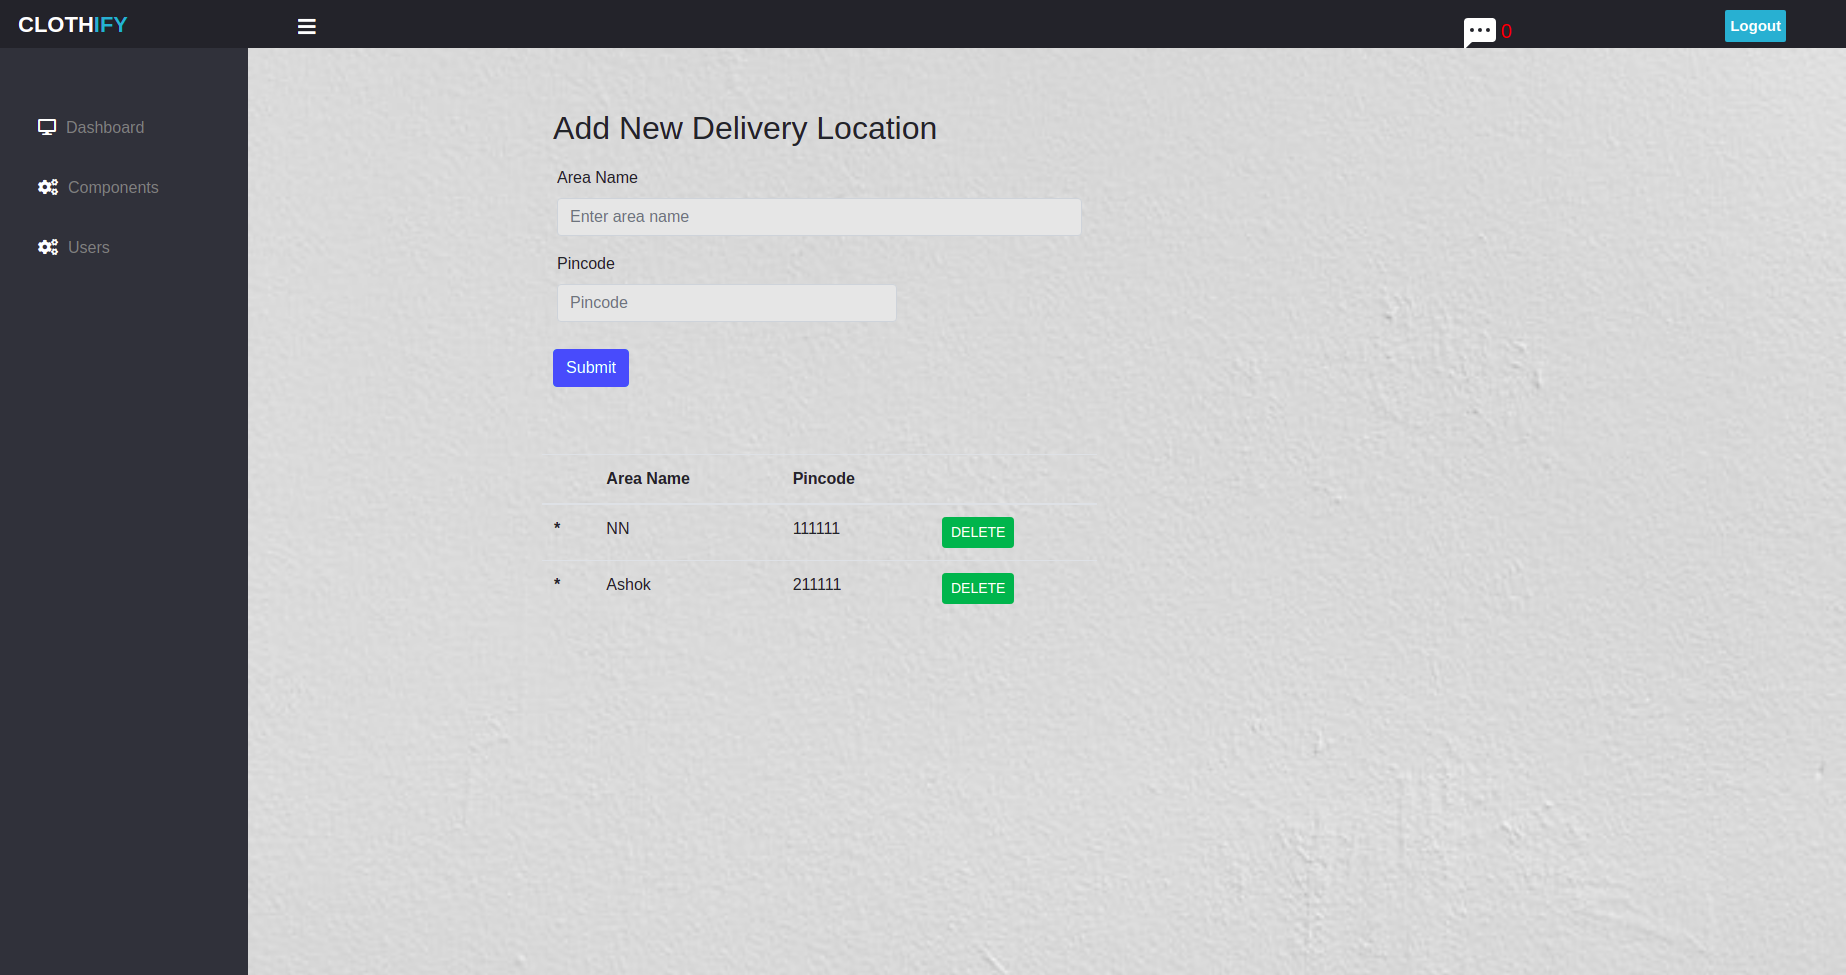 CLOTHIFY
0
Logout
Dashboard
Components
Users
Add New Delivery Location
Area Name
Enter area name
Pincode
Pincode
Submit
Area Name Pincode
* NN 111111 DELETE
* Ashok 211111 DELETE